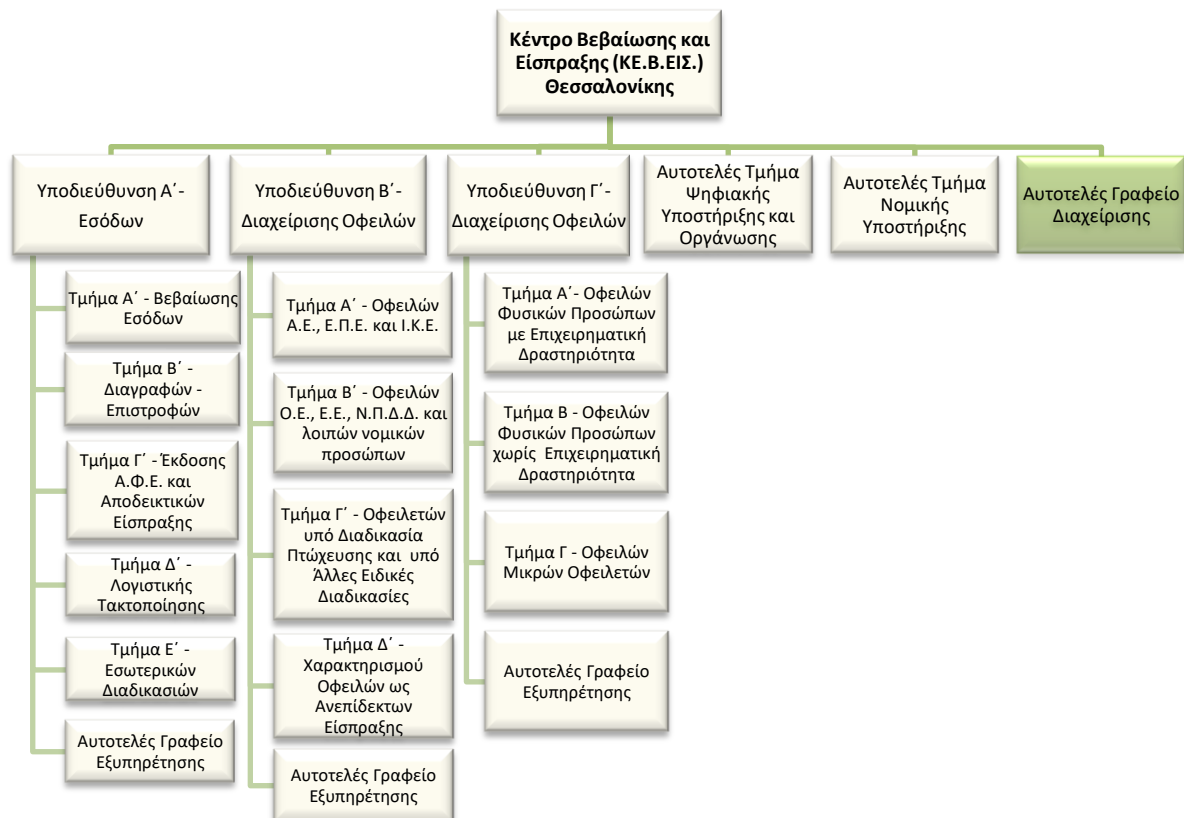 Κέντρο Βεβαίωσης και
Είσπραξης (ΚΕ.Β.ΕΙΣ.)
Θεσσαλονίκης
Υποδιεύθυνση Α΄-
Εσόδων
Τμήμα Α΄ - Βεβαίωσης
Εσόδων
Τμήμα Β΄ -
Διαγραφών -
Επιστροφών
Τμήμα Γ΄ - Έκδοσης
Α.Φ.Ε. και
Αποδεικτικών
Είσπραξης
Τμήμα Δ΄ -
Λογιστικής
Τακτοποίησης
Τμήμα Ε΄ -
Εσωτερικών
Διαδικασιών
Αυτοτελές Γραφείο
Εξυπηρέτησης
Υποδιεύθυνση Β΄-
Διαχείρισης Οφειλών
Τμήμα Α΄ - Οφειλών
Α.Ε., Ε.Π.Ε. και Ι.Κ.Ε.
Τμήμα Β΄ - Οφειλών
Ο.Ε., Ε.Ε., Ν.Π.Δ.Δ. και
λοιπών νομικών
προσώπων
Τμήμα Γ΄ - Οφειλετών
υπό Διαδικασία
Πτώχευσης και υπό
Άλλες Ειδικές
Διαδικασίες
Τμήμα Δ΄ -
Χαρακτηρισμού
Οφειλών ως
Ανεπίδεκτων
Είσπραξης
Αυτοτελές Γραφείο
Εξυπηρέτησης
Υποδιεύθυνση Γ΄-
Διαχείρισης Οφειλών
Τμήμα Α΄- Οφειλών
Φυσικών Προσώπων
με Επιχειρηματική
Δραστηριότητα
Τμήμα Β - Οφειλών
Φυσικών Προσώπων
χωρίς Επιχειρηματική
Δραστηριότητα
Τμήμα Γ - Οφειλών
Μικρών Οφειλετών
Αυτοτελές Γραφείο
Εξυπηρέτησης
Αυτοτελές Τμήμα
Ψηφιακής
Υποστήριξης και
Οργάνωσης
Αυτοτελές Τμήμα
Νομικής
Υποστήριξης
Αυτοτελές Γραφείο
Διαχείρισης